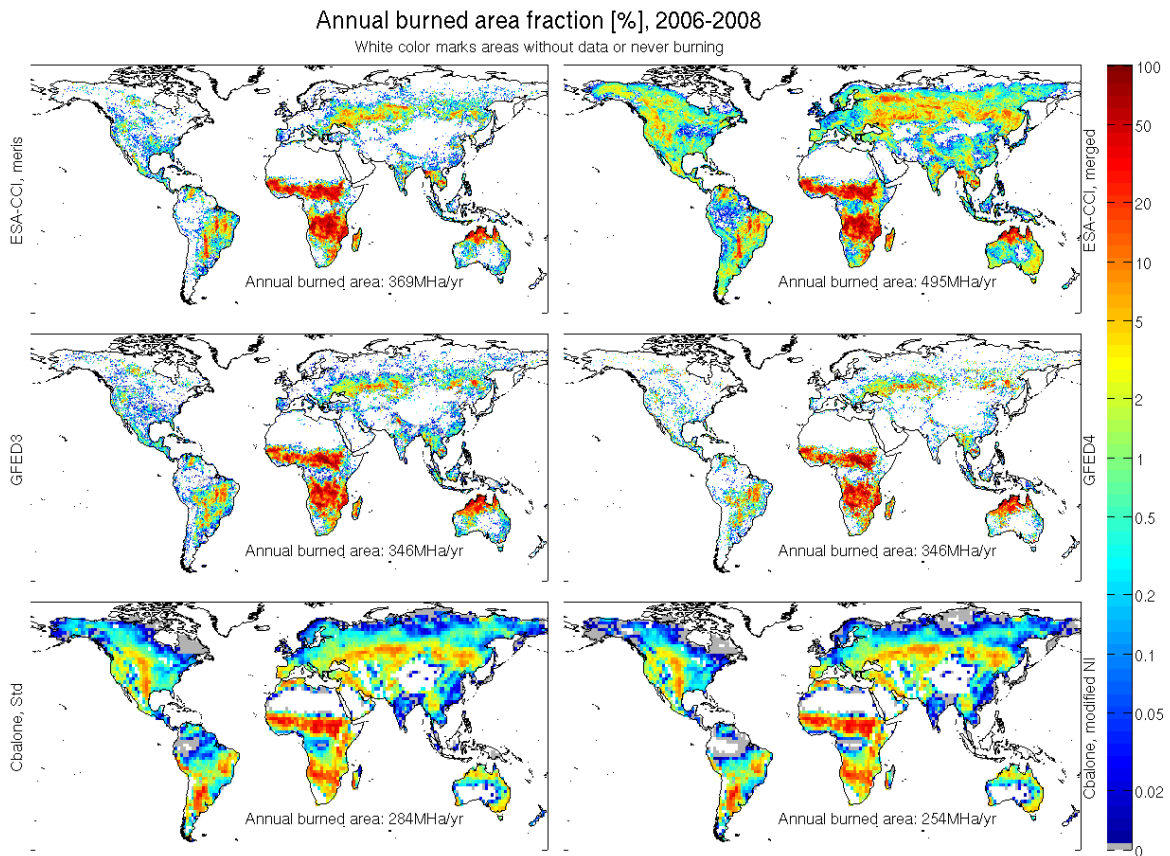 Annual burned area fraction [%], 2006-2008
White color marks areas without data or never burning
ESA-CCI, meris
Annual burned area: 369MHa/yr
ESA-CCI, merged
Annual burned area: 495MHa/yr
GFED3
Annual burned area: 346MHa/yr
GFED4
Annual burned area: 346MHa/yr
Cbalone, Std
Annual burned area: 284MHa/yr
Cbalone, modified NI
Annual burned area: 254MHa/yr
100
50
20
10
5
2
1
0.5
0.2
0.1
0.05
0.02
0